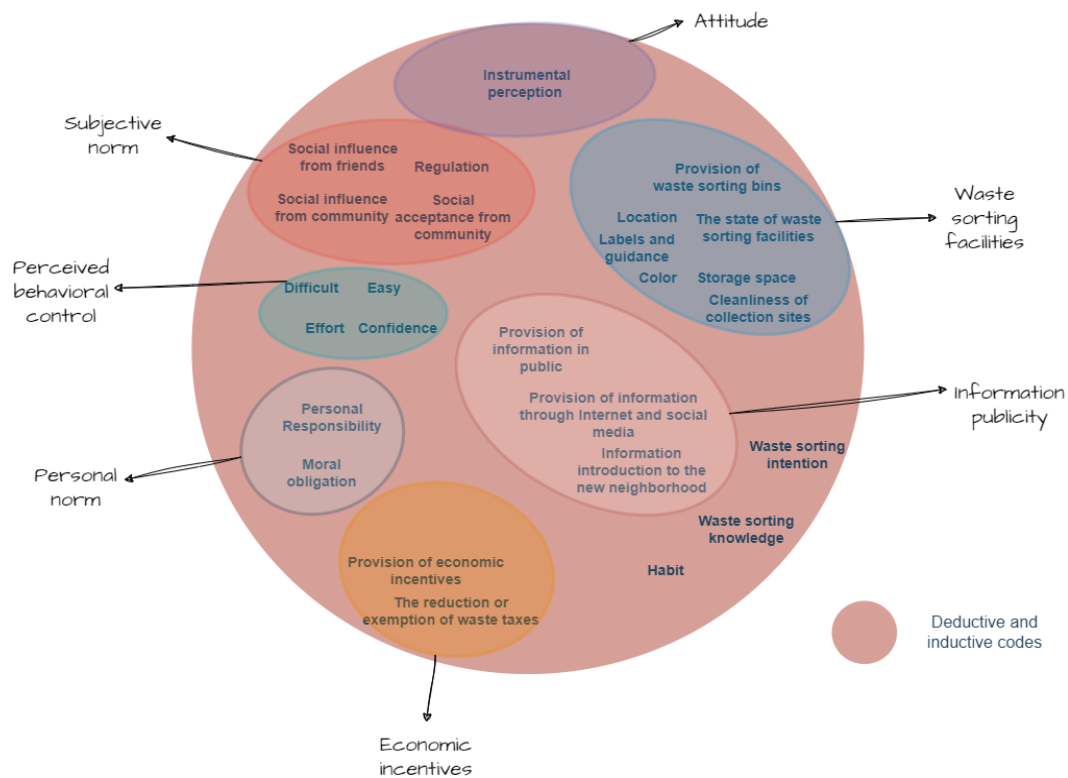 Attitude
Instrumental
perception
Subjective
norm
Social influence
from friends
Regulation
Social influence
from community
Social
acceptance from
community
Provision of
waste sorting bins
Location
The state of waste
sorting facilities
Labels and
guidance
Color
Storage space
Cleanliness of
collection sites
Waste
sorting
facilities
Perceived
behavioral
control
Difficult
Easy
Effort
Confidence
Provision of
information in
public
Provision of information
through Internet and social
media
Information
introduction to the
new neighborhood
Information
publicity
Personal
Responsibility
Moral
obligation
Personal
norm
Waste sorting
intention
Waste sorting
knowledge
Habit
Provision of economic
incentives
The reduction or
exemption of waste taxes
Economic
incentives
Deductive and
inductive codes